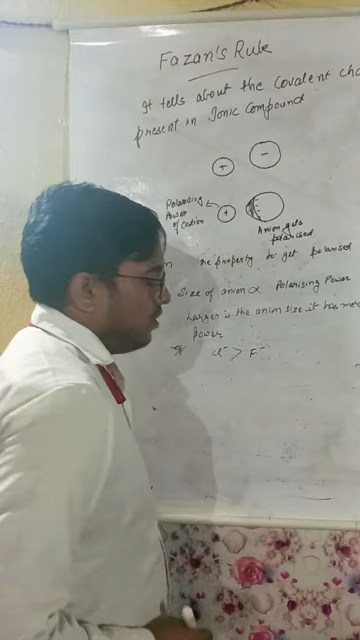 Fazan's Rule
It tells about the Covalent cha
present in Ionic Compound
+
-
Polarising
Power
of Cation
+
Anion gets
polarised
n the property to get polarised
Size of anion ∝ Polarising Power
Larger is the anion size it has more
Power
Cl⁻ > F⁻